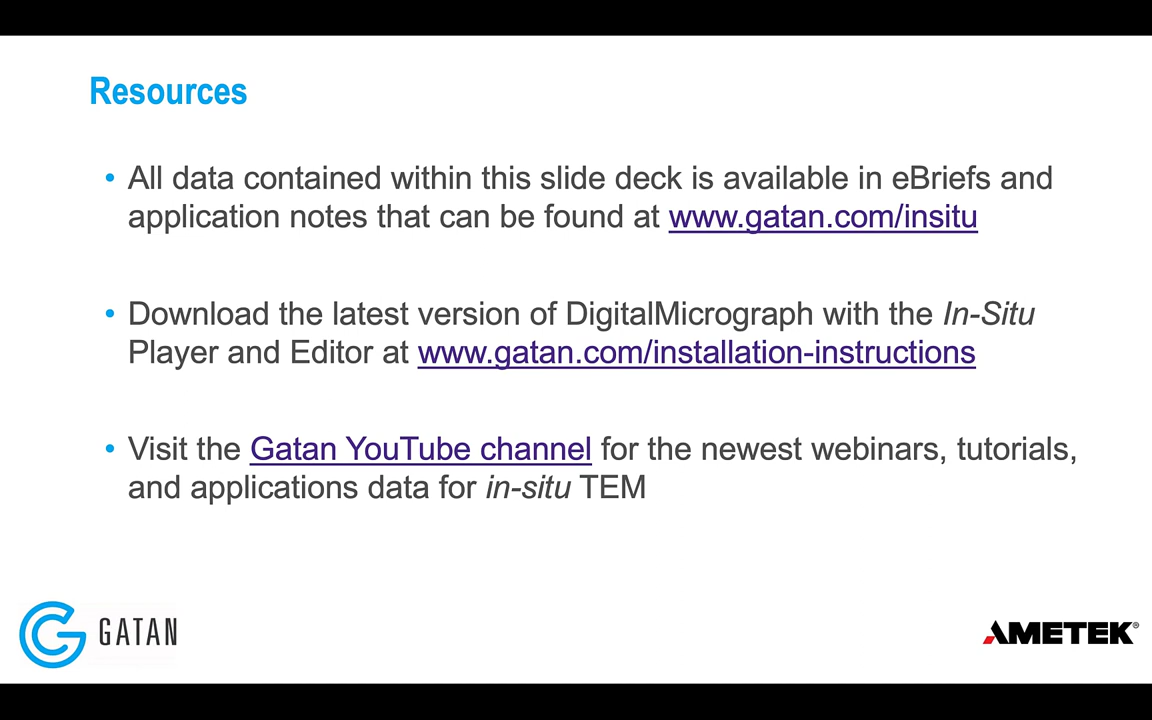 Resources
• All data contained within this slide deck is available in eBriefs and
application notes that can be found at www.gatan.com/insitu
• Download the latest version of DigitalMicrograph with the In-Situ
Player and Editor at www.gatan.com/installation-instructions
• Visit the Gatan YouTube channel for the newest webinars, tutorials,
and applications data for in-situ TEM
GATAN
AMETEK®